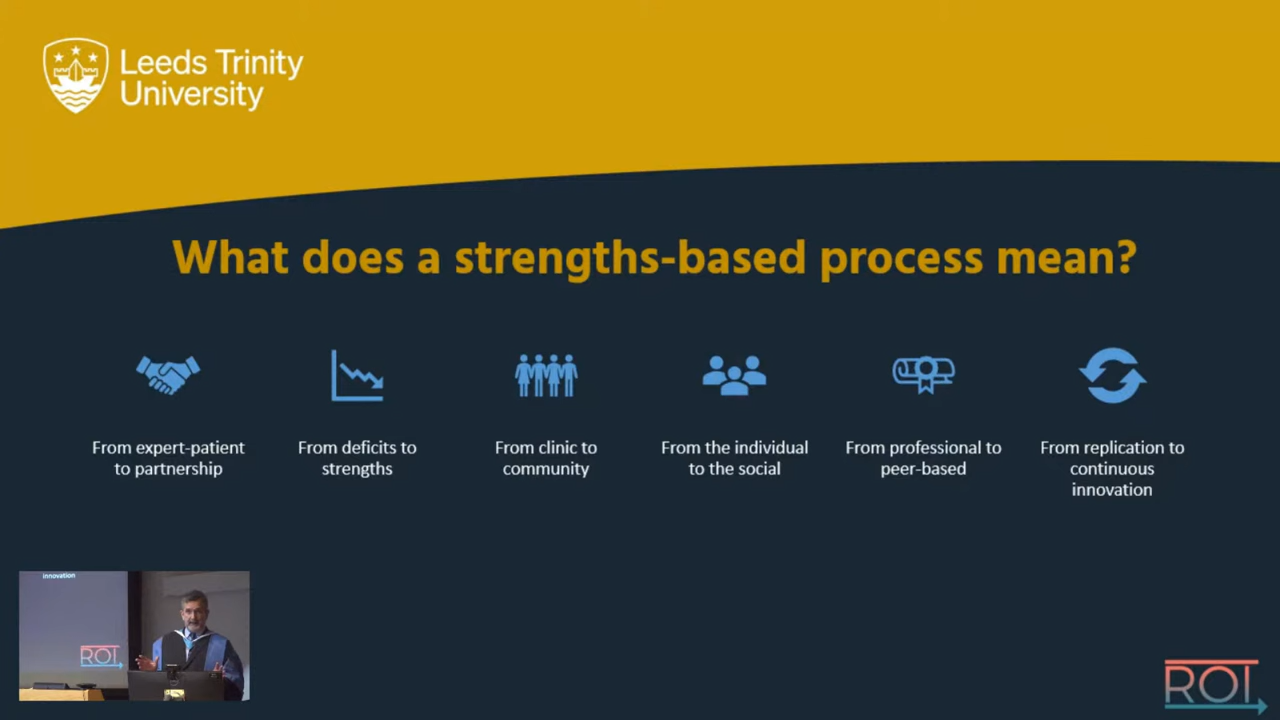 Leeds Trinity
University
What does a strengths-based process mean?
From expert-patient
to partnership
From deficits to
strengths
From clinic to
community
From the individual
to the social
From professional to
peer-based
From replication to
continuous
innovation
innovation
ROI
ROI